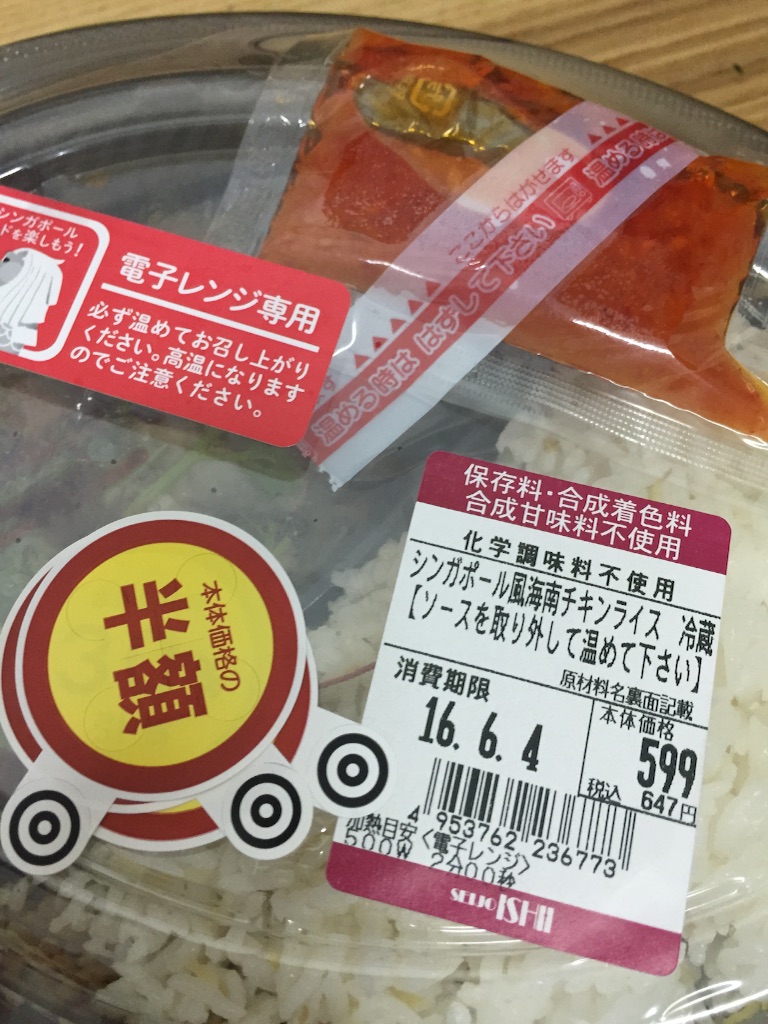 シンガポール
ドを楽しもう!
電子レンジ専用
必ず温めてお召し上がり
ください。高温になります
のでご注意ください。
ここからはがせます
温める時は はずして下さい
温める時は
本体価格の
半額
保存料・合成着色料
合成甘味料不使用
化学調味料不使用
シンガポール風海南チキンライス 冷蔵
【ソースを取り外して温めて下さい】
原材料名裏面記載
消費期限
16.6.4
本体価格
599
税込 647円
4 953762 236773
加熱目安〈電子レンジ〉
500W 2分00秒
SEIJO ISHII